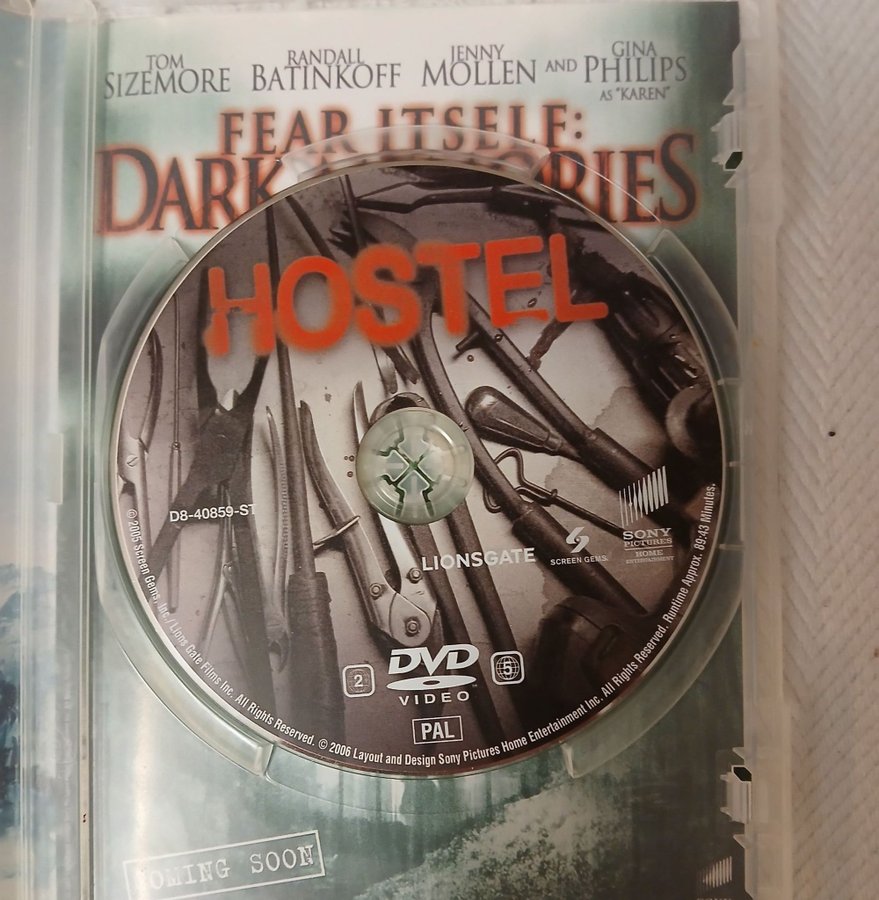 TOM SIZEMORE RANDALL BATINKOFF JENNY MOLLEN AND GINA PHILIPS
AS "KAREN"
FEAR ITSELF:
DARK
HOSTEL
D8-40859-ST
LIONSGATE
SCREEN GEMS
SONY
PICTURES
HOME
ENTERTAINMENT
2
DVD
VIDEO
5
PAL
© 2005 Screen Gems, Inc./ Lions Gate Films Inc. All Rights Reserved. © 2006 Layout and Design Sony Pictures Home Entertainment Inc. All Rights Reserved. Runtime Approx. 89:43 Minutes.
COMING SOON